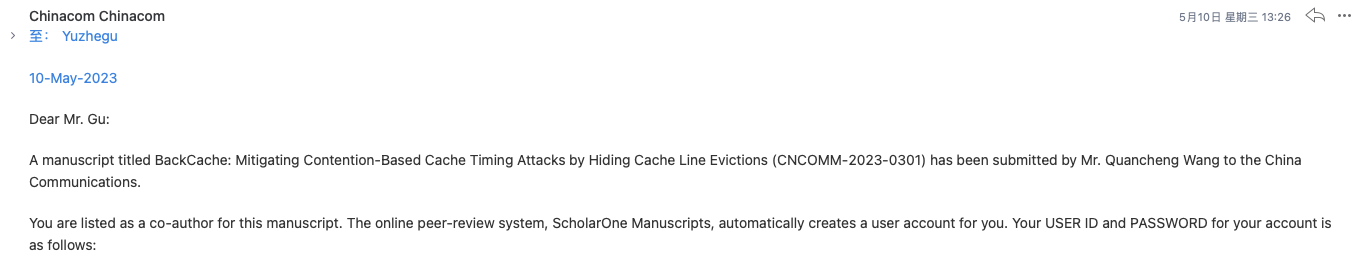 Chinacom Chinacom
5月10日 星期三 13:26
至： Yuzhegu
10-May-2023
Dear Mr. Gu:
A manuscript titled BackCache: Mitigating Contention-Based Cache Timing Attacks by Hiding Cache Line Evictions (CNCOMM-2023-0301) has been submitted by Mr. Quancheng Wang to the China
Communications.
You are listed as a co-author for this manuscript. The online peer-review system, ScholarOne Manuscripts, automatically creates a user account for you. Your USER ID and PASSWORD for your account is
as follows: